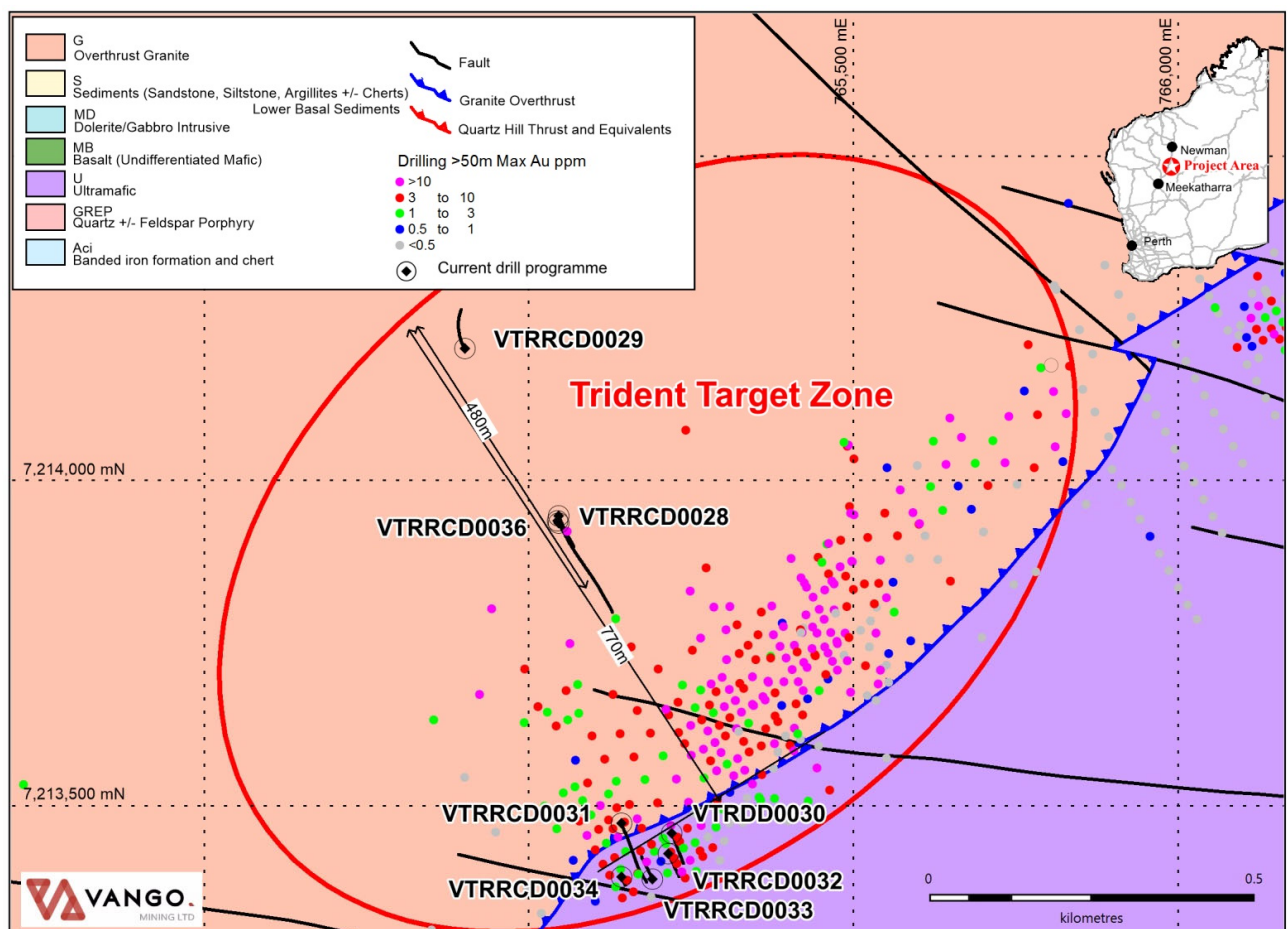 G
Overthrust Granite
S
Sediments (Sandstone, Siltstone, Argillites +/- Cherts)
Lower Basal Sediments
MD
Dolerite/Gabbro Intrusive
MB
Basalt (Undifferentiated Mafic)
U
Ultramafic
GREP
Quartz +/- Feldspar Porphyry
Aci
Banded iron formation and chert
Fault
Granite Overthrust
Quartz Hill Thrust and Equivalents
Drilling >50m Max Au ppm
>10
3 to 10
1 to 3
0.5 to 1
<0.5
Current drill programme
765,500 mE
766,000 mE
Newman
Project Area
Meekatharra
Perth
VTRRCD0029
Trident Target Zone
480m
7,214,000 mN
VTRRCD0036
VTRRCD0028
770m
7,213,500 mN
VTRRCD0031
VTRDD0030
VTRRCD0034
VTRRCD0032
VTRRCD0033
VANGO.
MINING LTD
0
0.5
kilometres